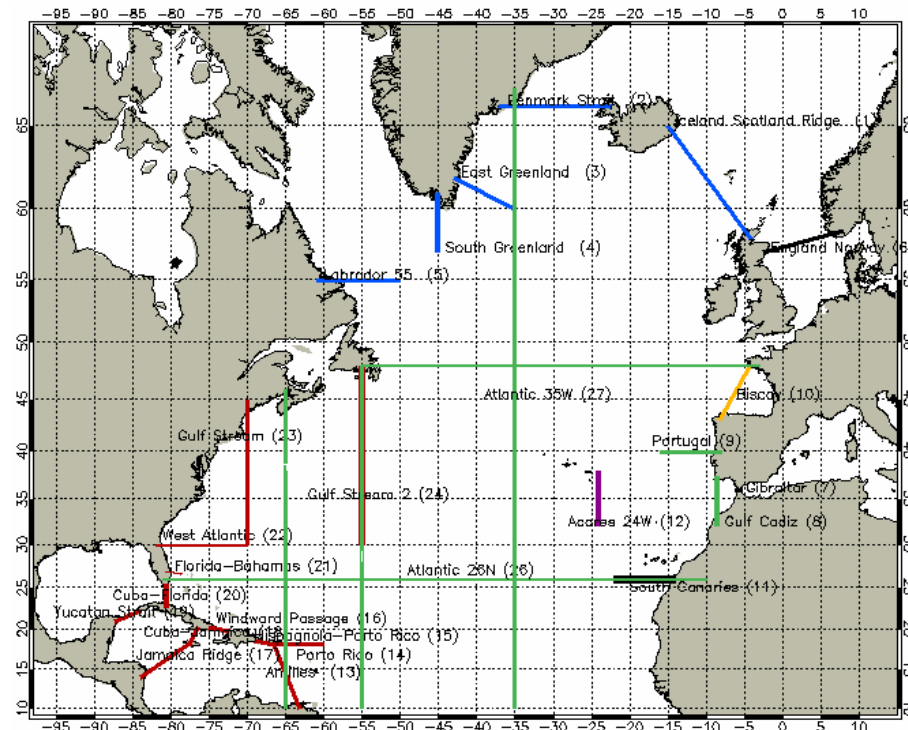 -95 -90 -85 -80 -75 -70 -65 -60 -55 -50 -45 -40 -35 -30 -25 -20 -15 -10 -5 0 5 10
Denmark Strait (2)
65
Iceland Scotland Ridge (1)
East Greenland (3)
60
South Greenland (4)
England Norway (6
Labrador 55 (5)
55
50
Atlantic 35W (27)
Biscay (10)
45
Gulf Stream (23)
Portugal (9)
40
Gulf Stream 2 (24)
Gibraltar (7)
35
Acores 24W (12)
Gulf Cadiz (8)
West Atlantic (22)
30
Florida-Bahamas (21)
Atlantic 26N (26)
25
South Canaries (11)
Cuba-Florida (20)
Yucatan Strait (19)
Windward Passage (16)
20
Cuba-Jamaica (18)
Hispagnola-Porto Rico (15)
Jamaica Ridge (17)
Porto Rico (14)
15
Antilles (13)
10
-95 -90 -85 -80 -75 -70 -65 -60 -55 -50 -45 -40 -35 -30 -25 -20 -15 -10 -5 0 5 10